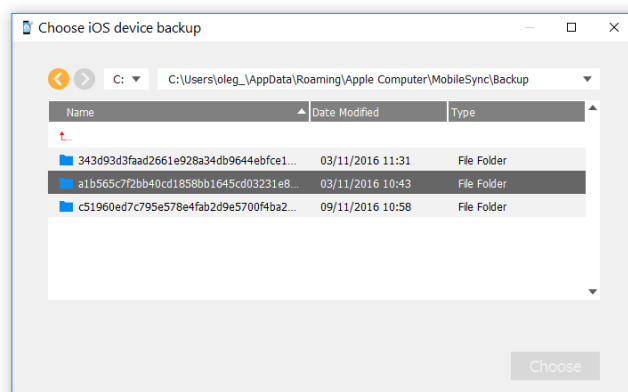 Choose iOS device backup
C: C:\Users\oleg_\AppData\Roaming\Apple Computer\MobileSync\Backup
Name Date Modified Type
343d93d3faad2661e928a34db9644ebfce1... 03/11/2016 11:31 File Folder
a1b565c7f2bb40cd1858bb1645cd03231e8... 03/11/2016 10:43 File Folder
c51960ed7c795e578e4fab2d9e5700f4ba2... 09/11/2016 10:58 File Folder
Choose